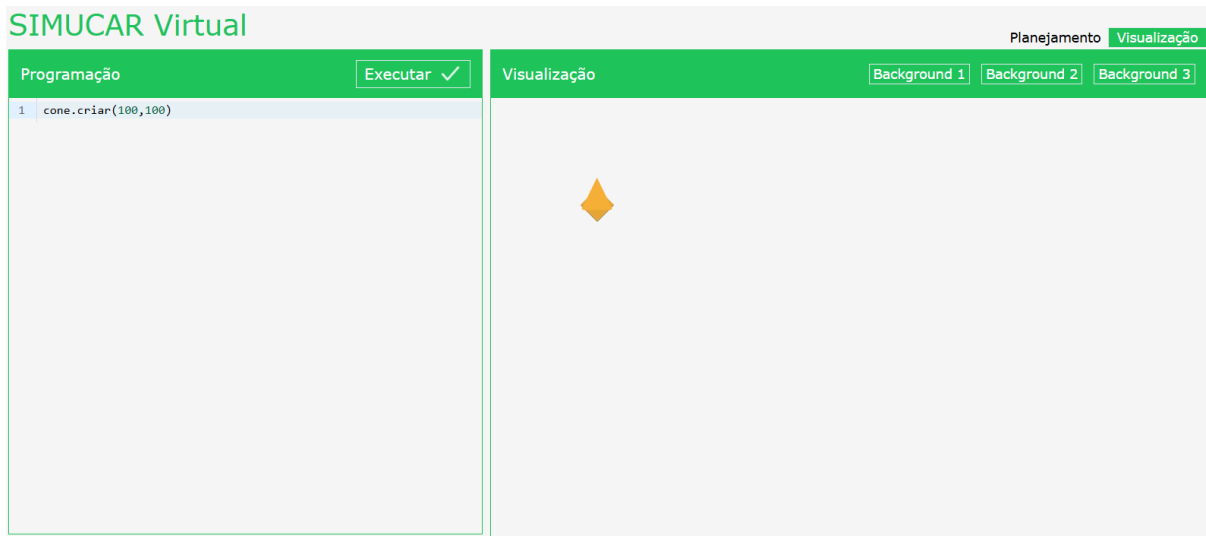 SIMUCAR Virtual
Planejamento Visualização
Programação Executar
Visualização Background 1 Background 2 Background 3
1 cone.criar(100,100)